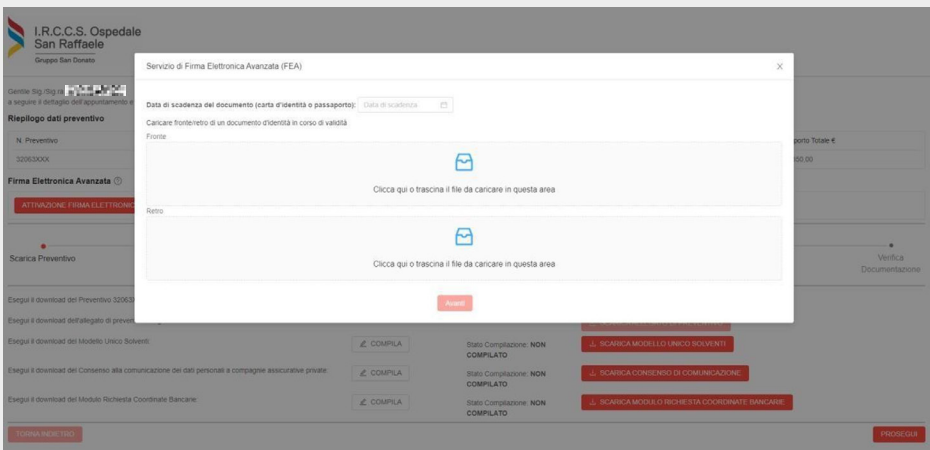 I.R.C.C.S. Ospedale
San Raffaele
Gruppo San Donato
Servizio di Firma Elettronica Avanzata (FEA)
Gentile Sig./Sig.ra
a seguire il dettaglio dell'appuntamento e
Data di scadenza del documento (carta d'identità o passaporto): Data di scadenza
Riepilogo dati preventivo
Caricare fronte/retro di un documento d'identità in corso di validità
Fronte
N. Preventivo
porto Totale €
32063XXX
00,00
Clicca qui o trascina il file da caricare in questa area
Firma Elettronica Avanzata
ATTIVAZIONE FIRMA ELETTRONIC
Retro
Scarica Preventivo
Clicca qui o trascina il file da caricare in questa area
Verifica
Documentazione
Avanti
Esegui il download del Preventivo 32063
Esegui il download dell'allegato di preven
Esegui il download del Modello Unico Solventi:
COMPILA
Stato Compilazione: NON
COMPILATO
SCARICA MODELLO UNICO SOLVENTI
Esegui il download del Consenso alla comunicazione dei dati personali a compagnie assicurative private:
COMPILA
Stato Compilazione: NON
COMPILATO
SCARICA CONSENSO DI COMUNICAZIONE
Esegui il download del Modulo Richiesta Coordinate Bancarie:
COMPILA
Stato Compilazione: NON
COMPILATO
SCARICA MODULO RICHIESTA COORDINATE BANCARIE
TORNA INDIETRO
PROSEGUI